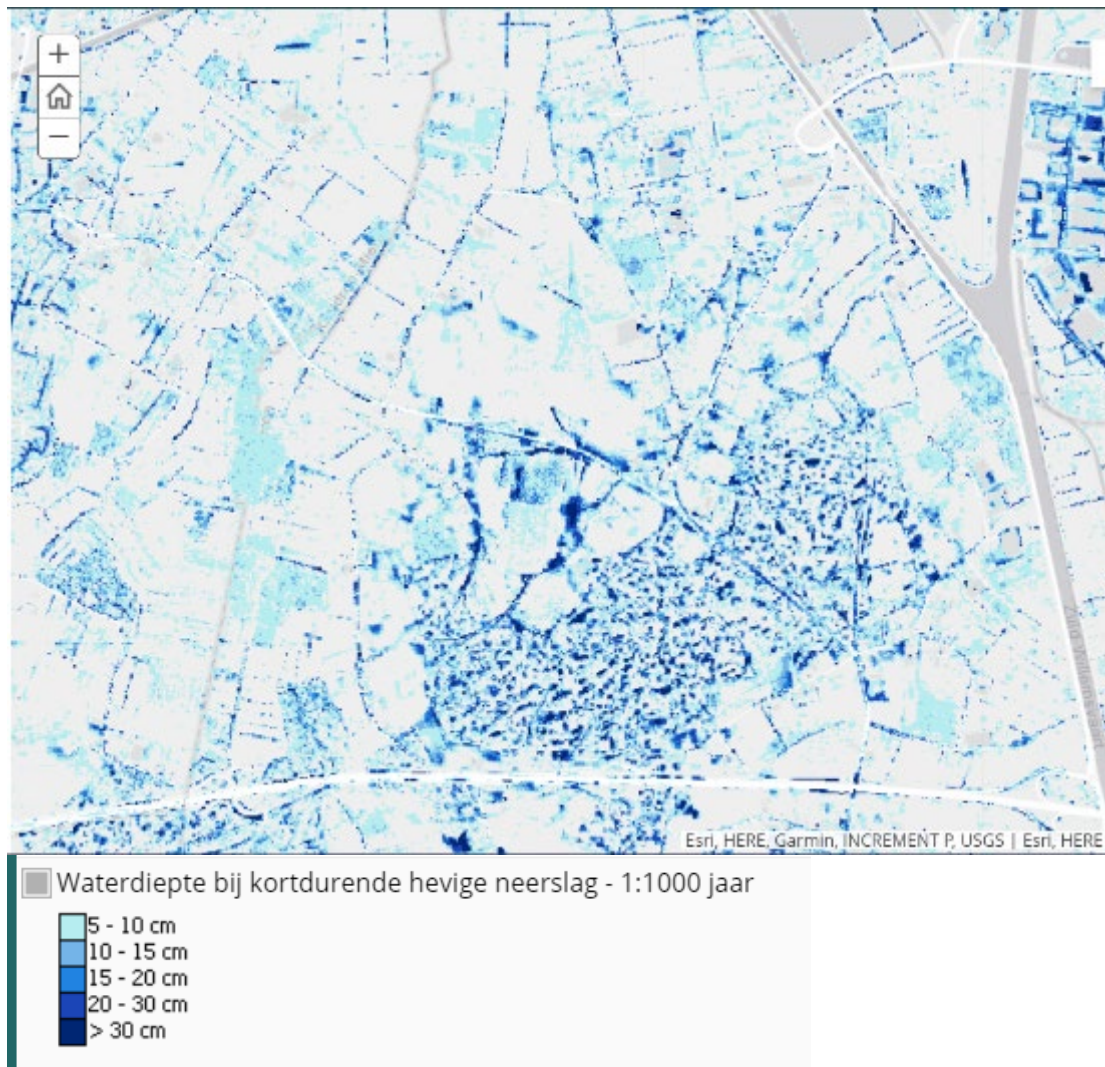 Esri, HERE, Garmin, INCREMENT P, USGS | Esri, HERE
Waterdiepte bij kortdurende hevige neerslag - 1:1000 jaar
5 - 10 cm
10 - 15 cm
15 - 20 cm
20 - 30 cm
> 30 cm